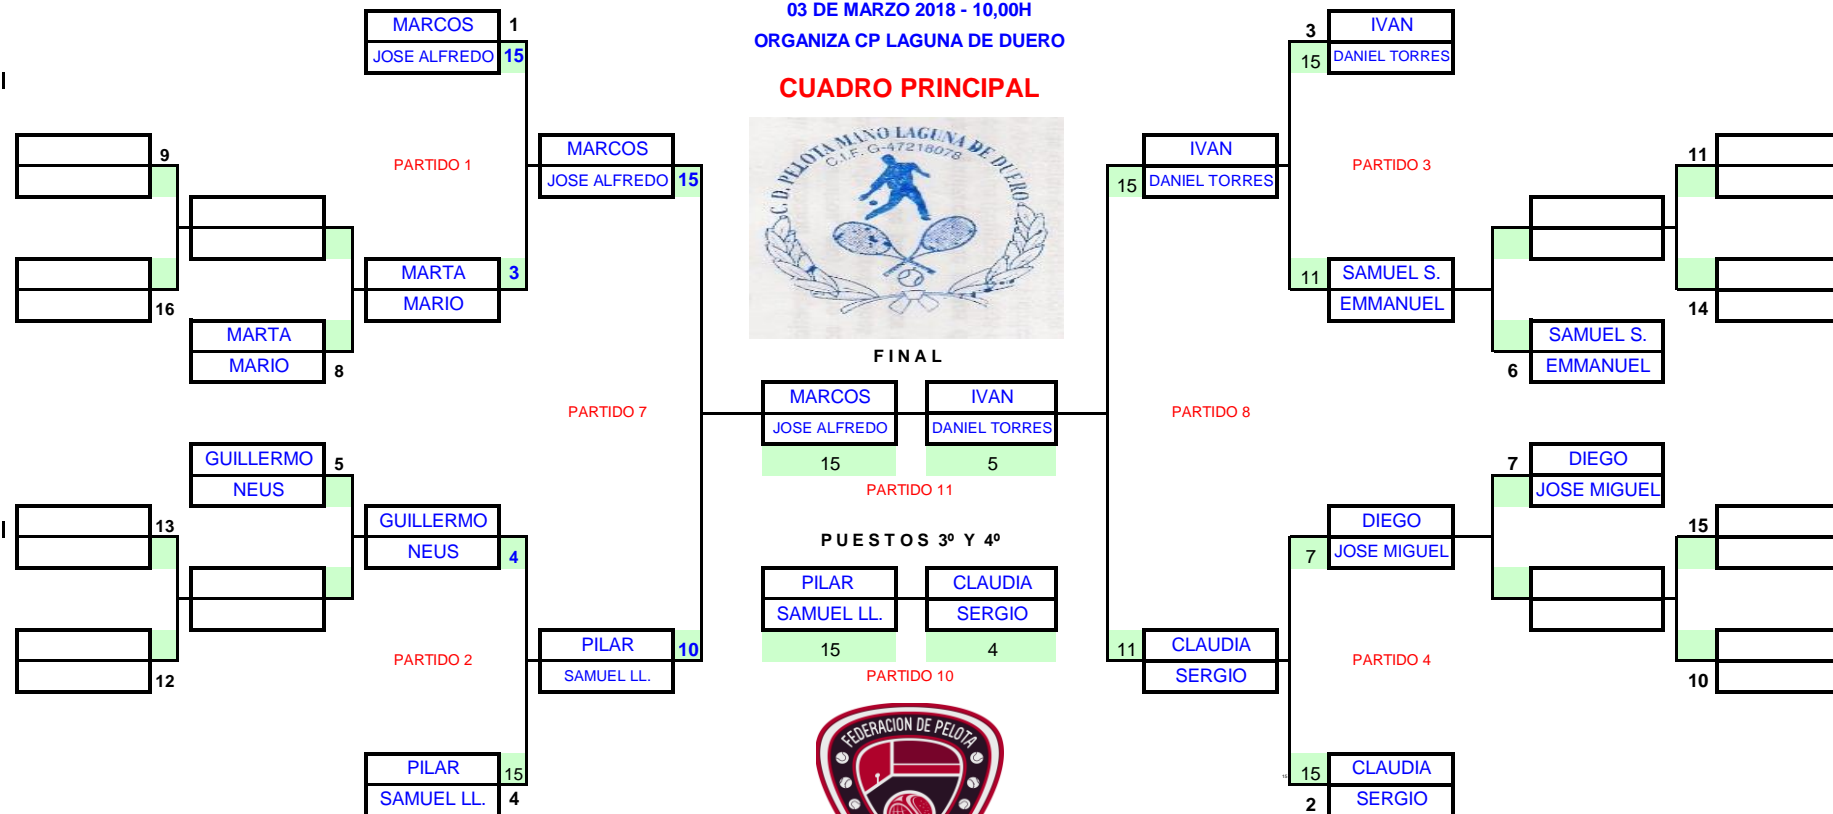 03 DE MARZO 2018 - 10,00H
ORGANIZA CP LAGUNA DE DUERO
CUADRO PRINCIPAL
C.D. PELOTA MANO LAGUNA DE DUERO
C.I.F. G-47218078
MARCOS 1
JOSE ALFREDO 15
PARTIDO 1
9
16
MARTA
MARIO 8
MARTA 3
MARIO
MARCOS
JOSE ALFREDO 15
PARTIDO 7
GUILLERMO 5
NEUS
13
12
GUILLERMO
NEUS 4
PARTIDO 2
PILAR 10
SAMUEL LL.
PILAR 15
SAMUEL LL. 4
FINAL
MARCOS IVAN
JOSE ALFREDO DANIEL TORRES
15 5
PARTIDO 11
PUESTOS 3º Y 4º
PILAR CLAUDIA
SAMUEL LL. SERGIO
15 4
PARTIDO 10
FEDERACION DE PELOTA
3 IVAN
15 DANIEL TORRES
IVAN
15 DANIEL TORRES
PARTIDO 3
11
14
11 SAMUEL S.
EMMANUEL
SAMUEL S.
6 EMMANUEL
PARTIDO 8
7 DIEGO
JOSE MIGUEL
DIEGO
7 JOSE MIGUEL
15
10
11 CLAUDIA
SERGIO
PARTIDO 4
15 CLAUDIA
2 SERGIO